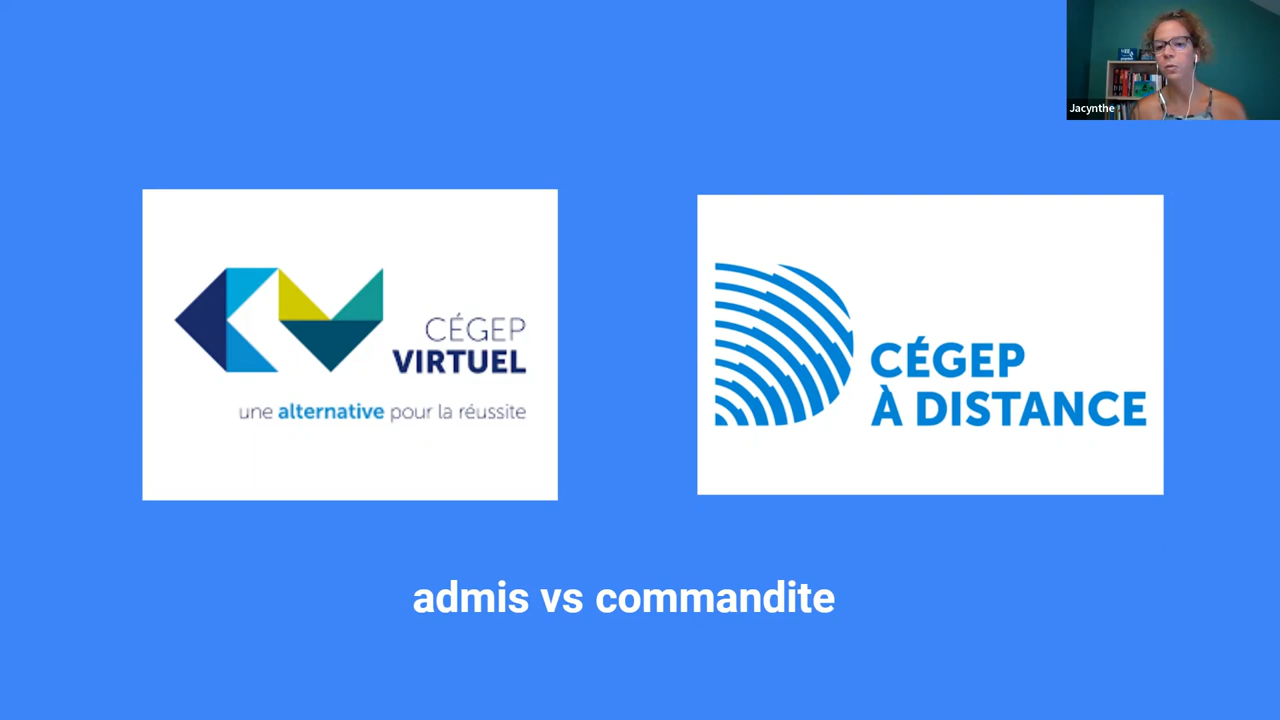 Jacynthe
CÉGEP
VIRTUEL
une alternative pour la réussite
CÉGEP
À DISTANCE
admis vs commandite